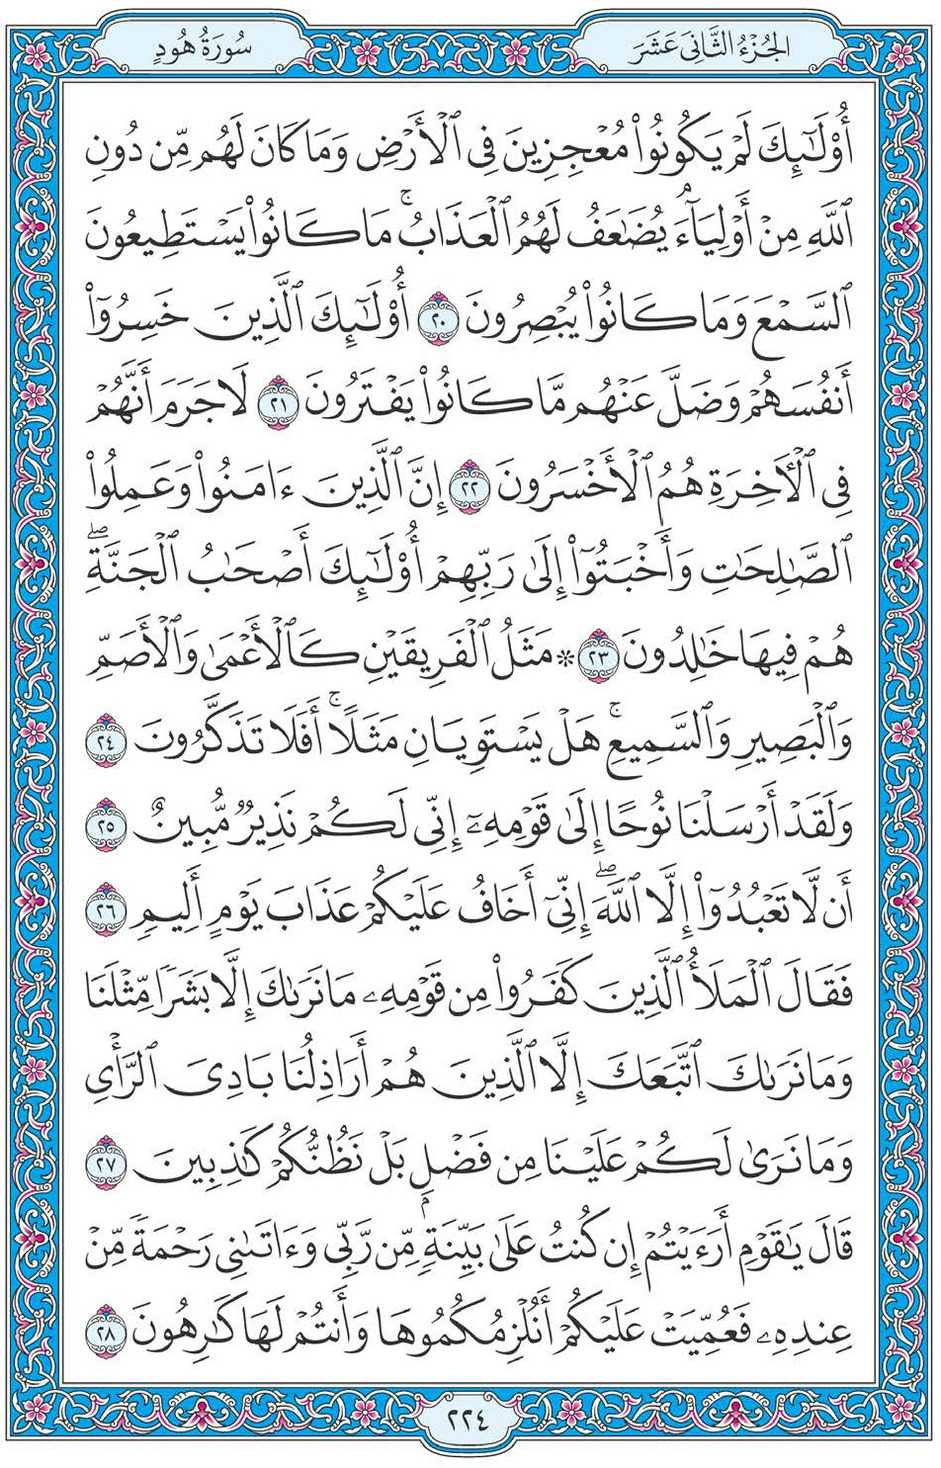 الجُزْءُ الثَّانِيَ عَشَرَ
سُورَةُ هُودٍ
أُوْلَٰٓئِكَ لَمْ يَكُونُواْ مُعْجِزِينَ فِي ٱلْأَرْضِ وَمَا كَانَ لَهُم مِّن دُونِ
ٱللَّهِ مِنْ أَوْلِيَآءَۘ يُضَٰعَفُ لَهُمُ ٱلْعَذَابُۚ مَا كَانُواْ يَسْتَطِيعُونَ
ٱلسَّمْعَ وَمَا كَانُواْ يُبْصِرُونَ ٢٠ أُوْلَٰٓئِكَ ٱلَّذِينَ خَسِرُوٓاْ
أَنفُسَهُمْ وَضَلَّ عَنْهُم مَّا كَانُواْ يَفْتَرُونَ ٢١ لَا جَرَمَ أَنَّهُمْ
فِي ٱلْأٓخِرَةِ هُمُ ٱلْأَخْسَرُونَ ٢٢ إِنَّ ٱلَّذِينَ ءَامَنُواْ وَعَمِلُواْ
ٱلصَّٰلِحَٰتِ وَأَخْبَتُوٓاْ إِلَىٰ رَبِّهِمْ أُوْلَٰٓئِكَ أَصْحَٰبُ ٱلْجَنَّةِۖ
هُمْ فِيهَا خَٰلِدُونَ ٢٣ ۞ مَثَلُ ٱلْفَرِيقَيْنِ كَٱلْأَعْمَىٰ وَٱلْأَصَمِّ
وَٱلْبَصِيرِ وَٱلسَّمِيعِۚ هَلْ يَسْتَوِيَانِ مَثَلًاۚ أَفَلَا تَذَكَّرُونَ ٢٤
وَلَقَدْ أَرْسَلْنَا نُوحًا إِلَىٰ قَوْمِهِۦٓ إِنِّي لَكُمْ نَذِيرٌ مُّبِينٌ ٢٥
أَن لَّا تَعْبُدُوٓاْ إِلَّا ٱللَّهَۖ إِنِّيٓ أَخَافُ عَلَيْكُمْ عَذَابَ يَوْمٍ أَلِيمٍ ٢٦
فَقَالَ ٱلْمَلَأُ ٱلَّذِينَ كَفَرُواْ مِن قَوْمِهِۦ مَا نَرَىٰكَ إِلَّا بَشَرًا مِّثْلَنَا
وَمَا نَرَىٰكَ ٱتَّبَعَكَ إِلَّا ٱلَّذِينَ هُمْ أَرَاذِلُنَا بَادِيَ ٱلرَّأْيِ
وَمَا نَرَىٰ لَكُمْ عَلَيْنَا مِن فَضْلٍۭ بَلْ نَظُنُّكُمْ كَٰذِبِينَ ٢٧
قَالَ يَٰقَوْمِ أَرَءَيْتُمْ إِن كُنتُ عَلَىٰ بَيِّنَةٍ مِّن رَّبِّي وَءَاتَىٰنِي رَحْمَةً مِّنْ
عِندِهِۦ فَعُمِّيَتْ عَلَيْكُمْ أَنُلْزِمُكُمُوهَا وَأَنتُمْ لَهَا كَٰرِهُونَ ٢٨
٢٢٤